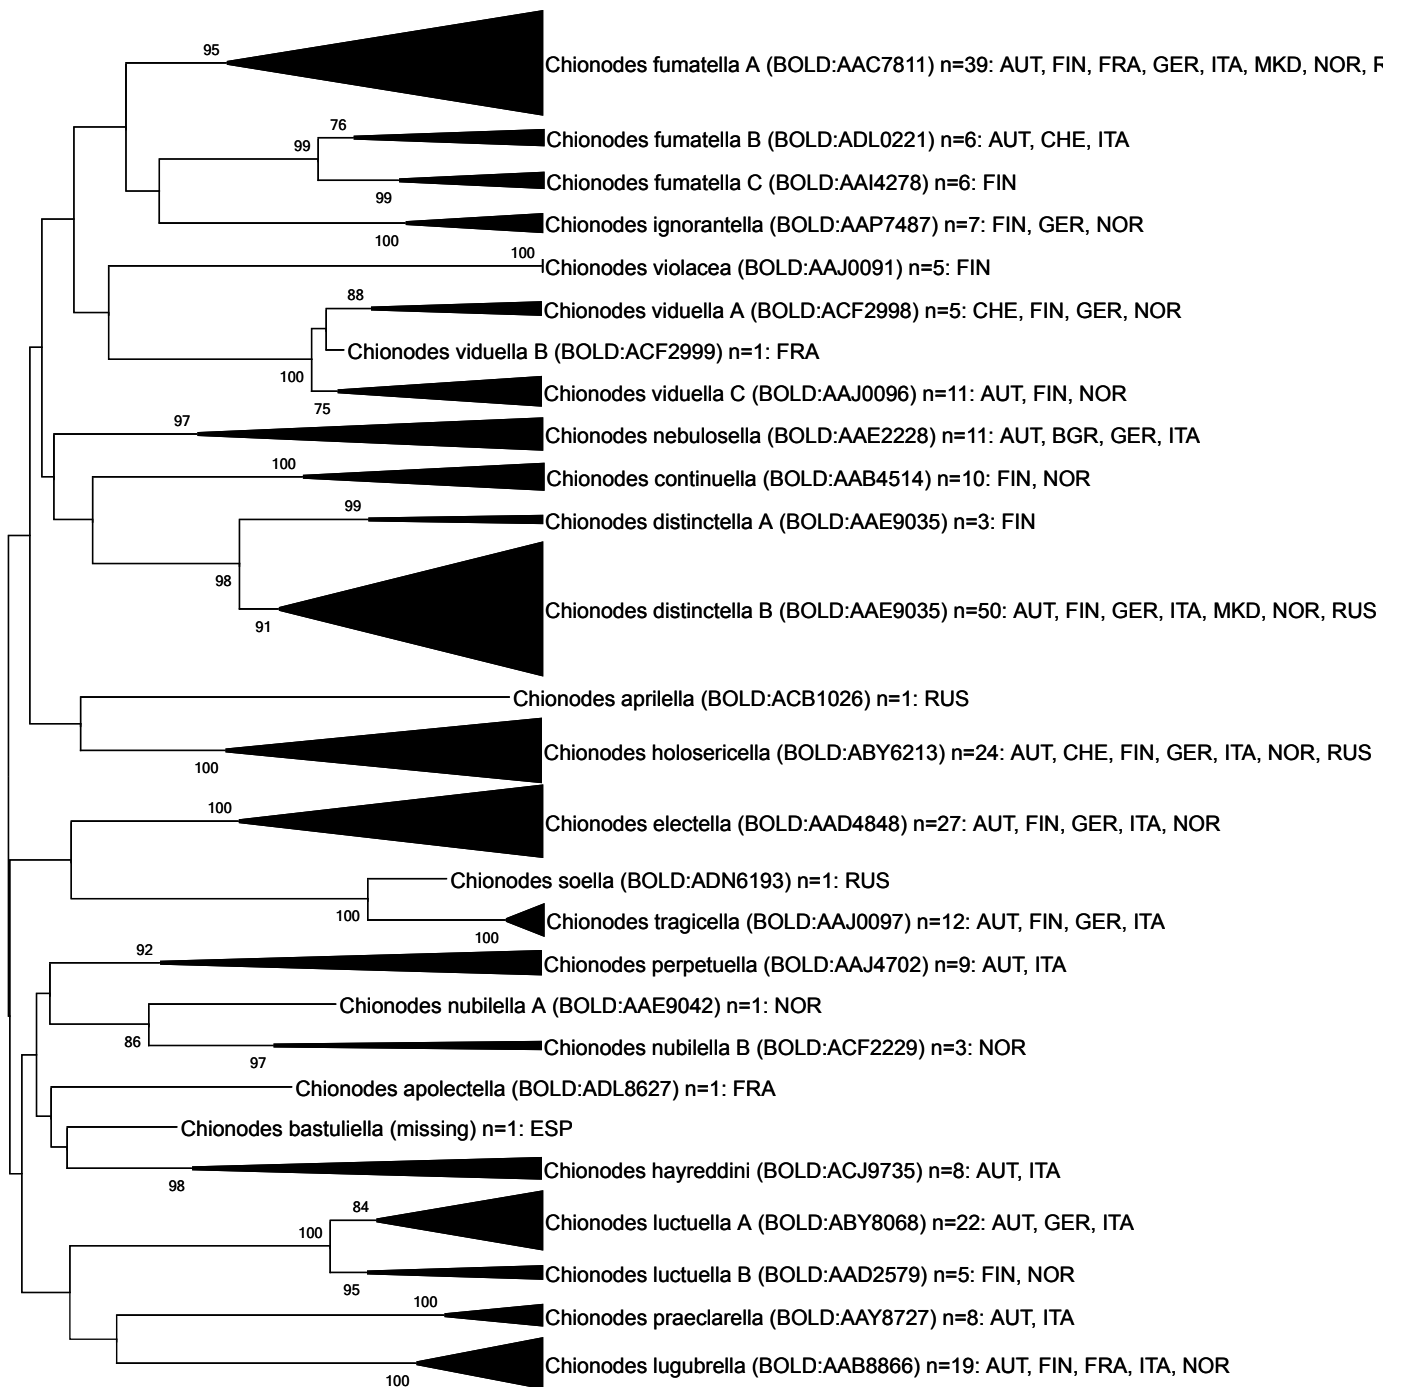 95
Chionodes fumatella A (BOLD:AAC7811) n=39: AUT, FIN, FRA, GER, ITA, MKD, NOR,
76
Chionodes fumatella B (BOLD:ADL0221) n=6: AUT, CHE, ITA
99
Chionodes fumatella C (BOLD:AAI4278) n=6: FIN
99
Chionodes ignorantella (BOLD:AAP7487) n=7: FIN, GER, NOR
100
100
Chionodes violacea (BOLD:AAJ0091) n=5: FIN
88
Chionodes viduella A (BOLD:ACF2998) n=5: CHE, FIN, GER, NOR
Chionodes viduella B (BOLD:ACF2999) n=1: FRA
100
Chionodes viduella C (BOLD:AAJ0096) n=11: AUT, FIN, NOR
75
97
Chionodes nebulosella (BOLD:AAE2228) n=11: AUT, BGR, GER, ITA
100
Chionodes continuella (BOLD:AAB4514) n=10: FIN, NOR
99
Chionodes distinctella A (BOLD:AAE9035) n=3: FIN
98
Chionodes distinctella B (BOLD:AAE9035) n=50: AUT, FIN, GER, ITA, MKD, NOR, RUS
91
Chionodes aprilella (BOLD:ACB1026) n=1: RUS
Chionodes holosericella (BOLD:ABY6213) n=24: AUT, CHE, FIN, GER, ITA, NOR, RUS
100
100
Chionodes electella (BOLD:AAD4848) n=27: AUT, FIN, GER, ITA, NOR
Chionodes soella (BOLD:ADN6193) n=1: RUS
100
Chionodes tragicella (BOLD:AAJ0097) n=12: AUT, FIN, GER, ITA
100
92
Chionodes perpetuella (BOLD:AAJ4702) n=9: AUT, ITA
Chionodes nubilella A (BOLD:AAE9042) n=1: NOR
86
Chionodes nubilella B (BOLD:ACF2229) n=3: NOR
97
Chionodes apolectella (BOLD:ADL8627) n=1: FRA
Chionodes bastuliella (missing) n=1: ESP
Chionodes hayreddini (BOLD:ACJ9735) n=8: AUT, ITA
98
84
Chionodes luctuella A (BOLD:ABY8068) n=22: AUT, GER, ITA
100
Chionodes luctuella B (BOLD:AAD2579) n=5: FIN, NOR
95
100
Chionodes praeclarella (BOLD:AAY8727) n=8: AUT, ITA
Chionodes lugubrella (BOLD:AAB8866) n=19: AUT, FIN, FRA, ITA, NOR
100